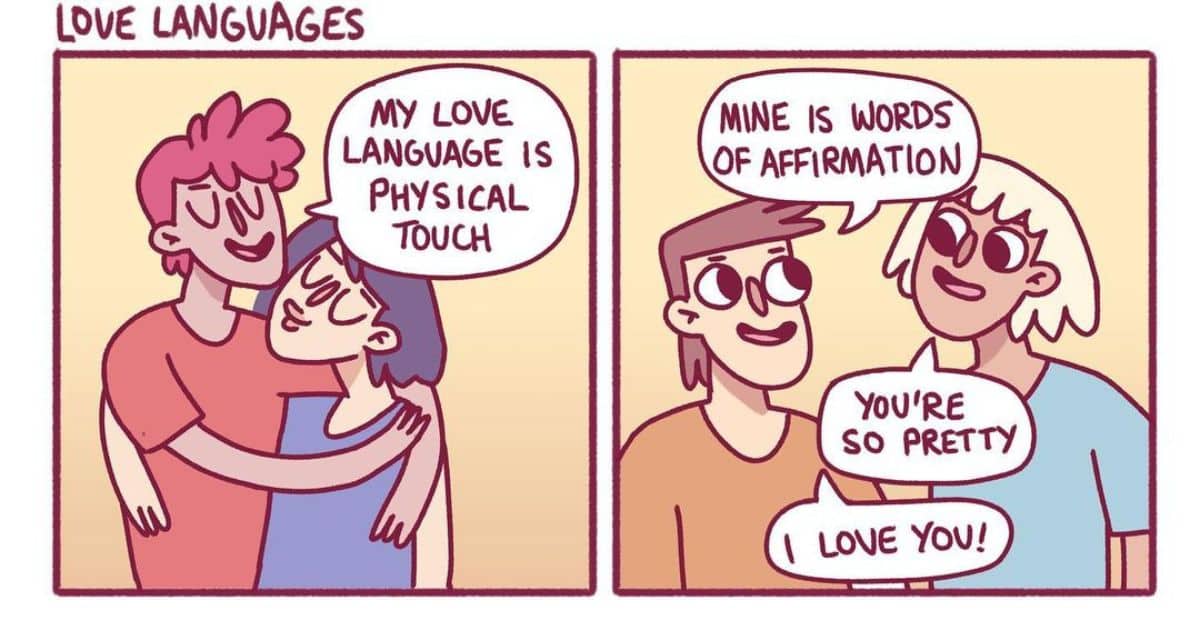 LOVE LANGUAGES
MY LOVE
LANGUAGE IS
PHYSICAL
TOUCH
MINE IS WORDS
OF AFFIRMATION
YOU'RE
SO PRETTY
I LOVE YOU!